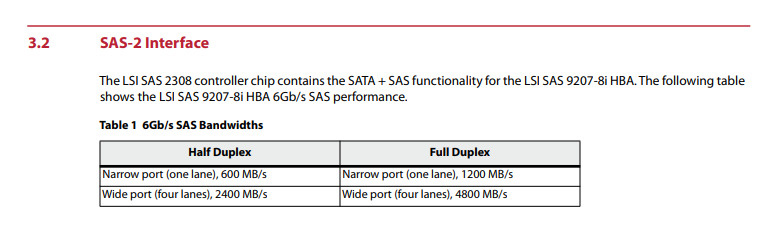 3.2 SAS-2 Interface
The LSI SAS 2308 controller chip contains the SATA + SAS functionality for the LSI SAS 9207-8i HBA. The following table
shows the LSI SAS 9207-8i HBA 6Gb/s SAS performance.
Table 1 6Gb/s SAS Bandwidths
Half Duplex Full Duplex
Narrow port (one lane), 600 MB/s Narrow port (one lane), 1200 MB/s
Wide port (four lanes), 2400 MB/s Wide port (four lanes), 4800 MB/s